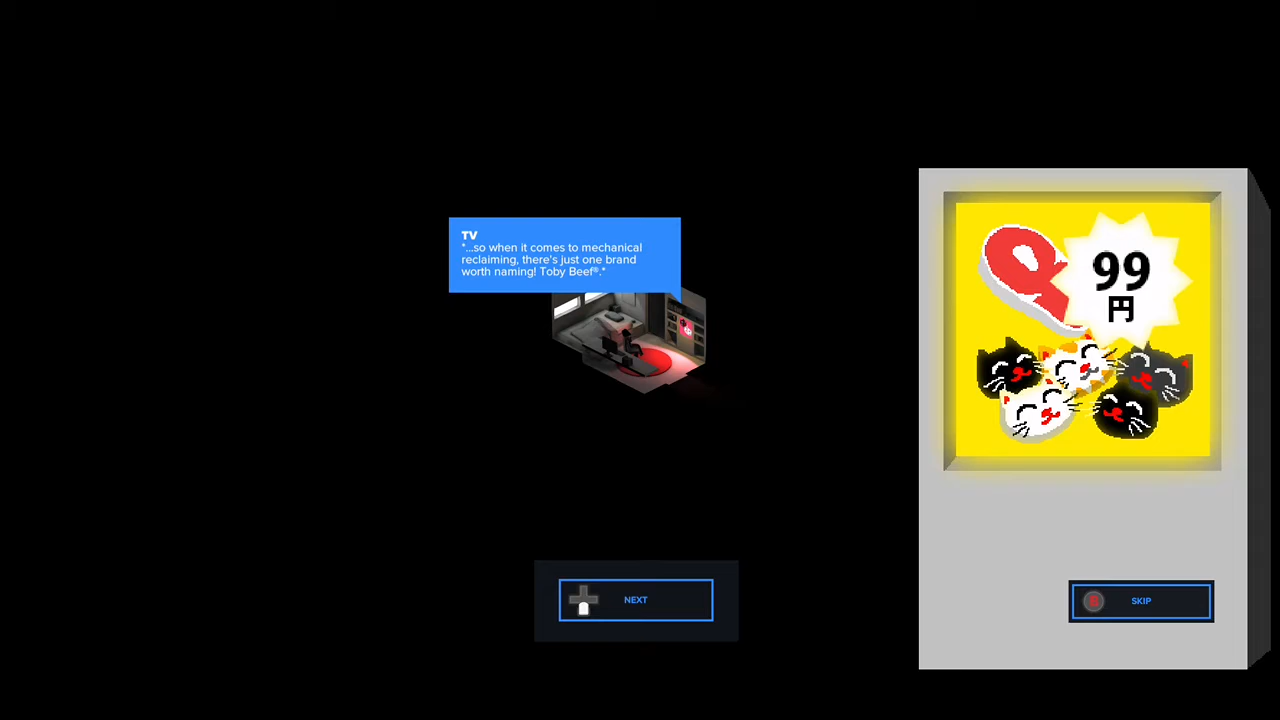 TV
"...so when it comes to mechanical
reclaiming, there's just one brand
worth naming! Toby Beef®."
99
円
NEXT
B
SKIP